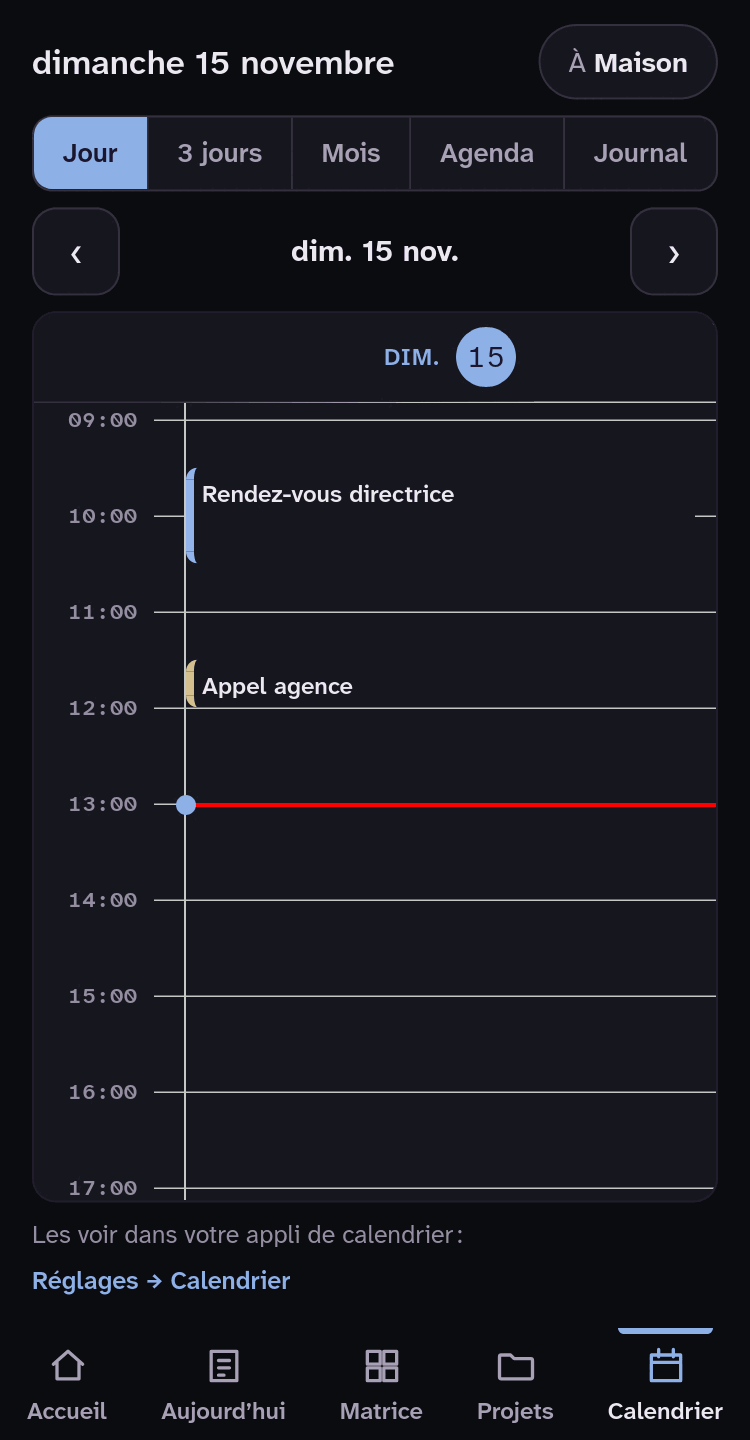 dimanche 15 novembre
À Maison
Jour 3 jours Mois Agenda Journal
‹ dim. 15 nov. ›
DIM. 15
09:00
Rendez-vous directrice
10:00
11:00
Appel agence
12:00
13:00
14:00
15:00
16:00
17:00
Les voir dans votre appli de calendrier :
Réglages → Calendrier
Accueil Aujourd’hui Matrice Projets Calendrier